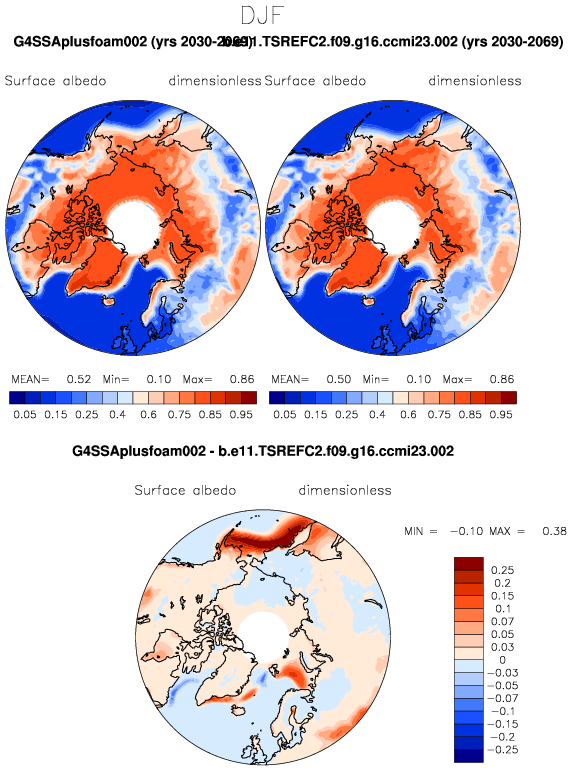 DJF
G4SSAplusfoam002 (yrs 2030-2069) b.e11.TSREFC2.f09.g16.ccmi23.002 (yrs 2030-2069)
Surface albedo dimensionless Surface albedo dimensionless
MEAN= 0.52 Min= 0.10 Max= 0.86 MEAN= 0.50 Min= 0.10 Max= 0.86
0.05 0.15 0.25 0.4 0.6 0.75 0.85 0.95 0.05 0.15 0.25 0.4 0.6 0.75 0.85 0.95
G4SSAplusfoam002 - b.e11.TSREFC2.f09.g16.ccmi23.002
Surface albedo dimensionless
MIN = -0.10 MAX = 0.38
0.25
0.2
0.15
0.1
0.07
0.05
0.03
0
-0.03
-0.05
-0.07
-0.1
-0.15
-0.2
-0.25